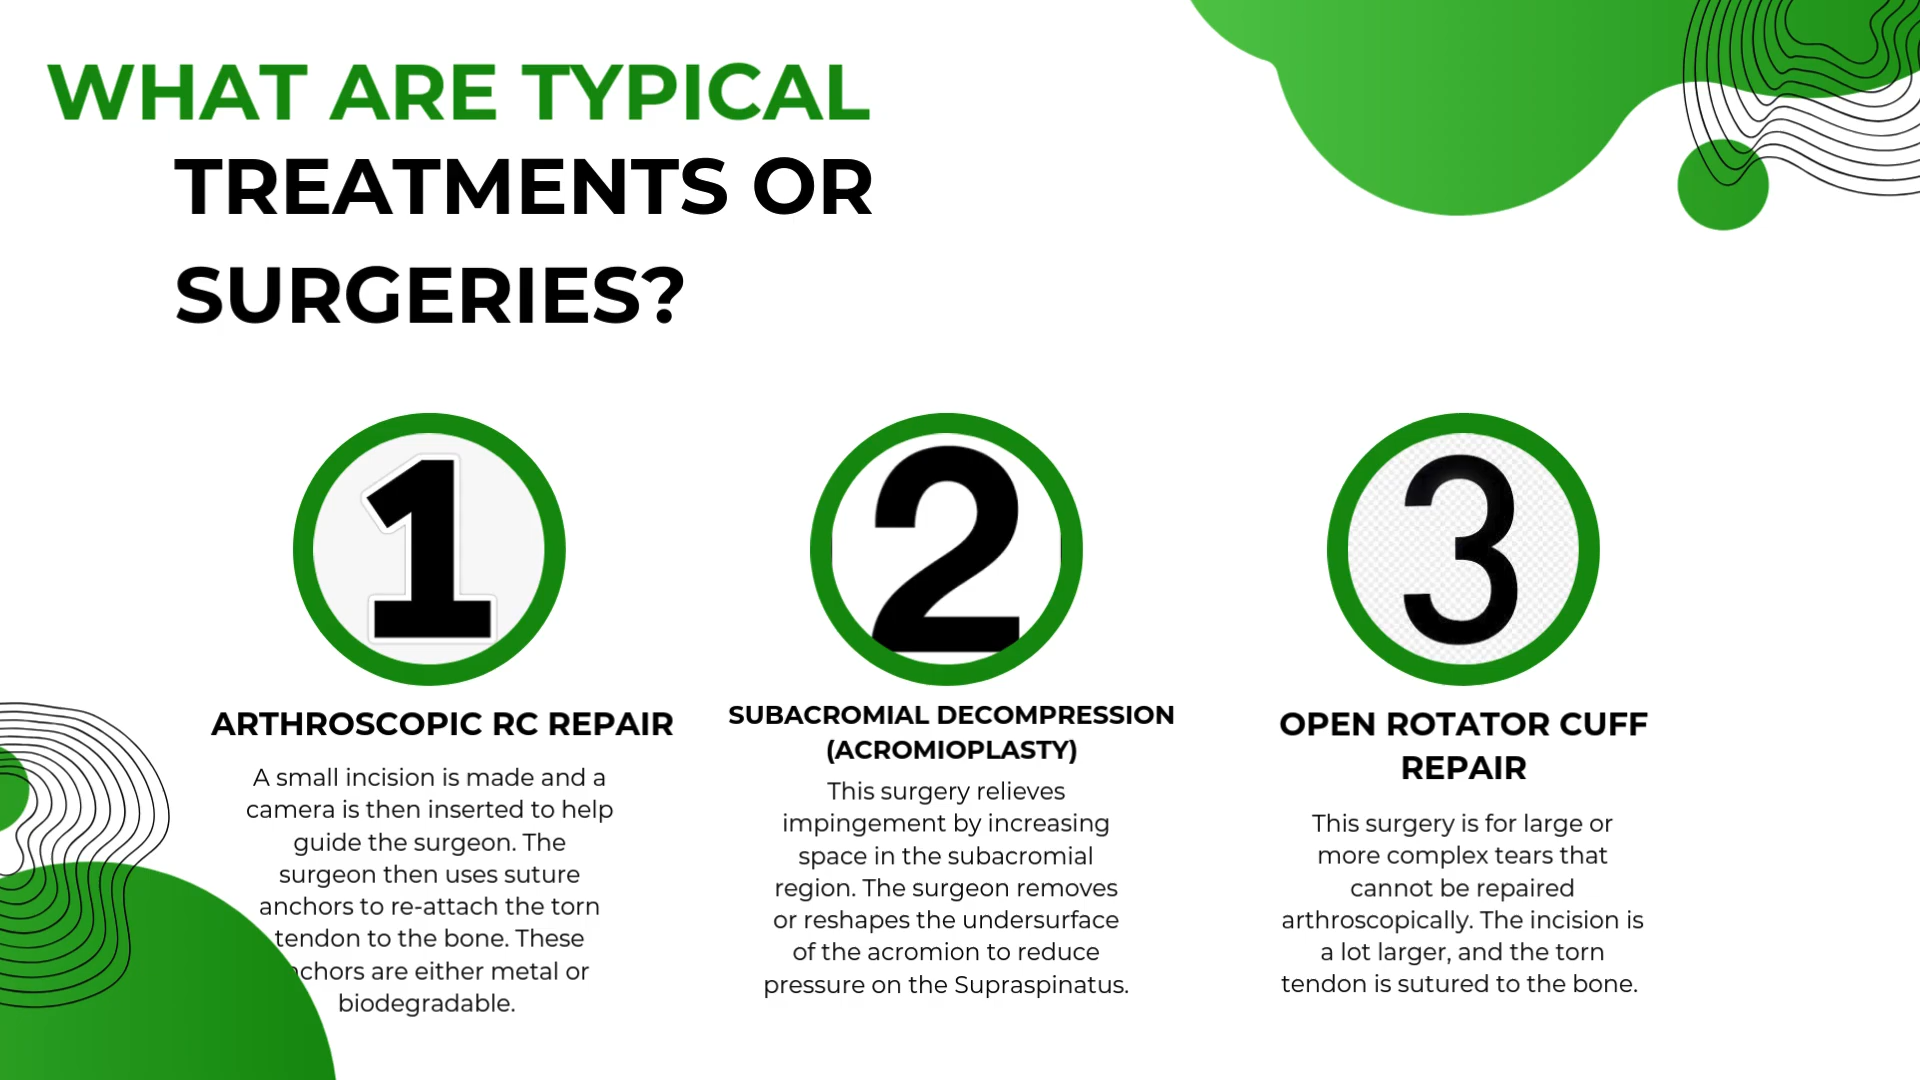 WHAT ARE TYPICAL
TREATMENTS OR
SURGERIES?
1
ARTHROSCOPIC RC REPAIR
A small incision is made and a
camera is then inserted to help
guide the surgeon. The
surgeon then uses suture
anchors to re-attach the torn
tendon to the bone. These
nchors are either metal or
biodegradable.
2
SUBACROMIAL DECOMPRESSION
(ACROMIOPLASTY)
This surgery relieves
impingement by increasing
space in the subacromial
region. The surgeon removes
or reshapes the undersurface
of the acromion to reduce
pressure on the Supraspinatus.
3
OPEN ROTATOR CUFF
REPAIR
This surgery is for large or
more complex tears that
cannot be repaired
arthroscopically. The incision is
a lot larger, and the torn
tendon is sutured to the bone.